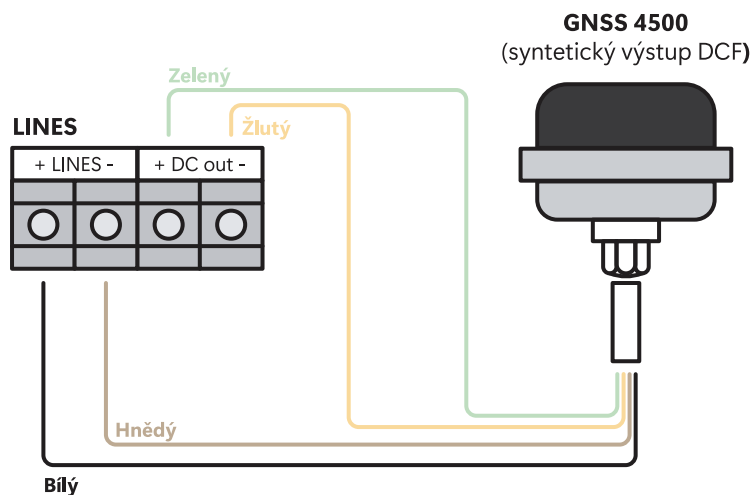 GNSS 4500
(syntetický výstup DCF)
Zelený
Žlutý
LINES
+ LINES -
+ DC out -
Hnědý
Bílý